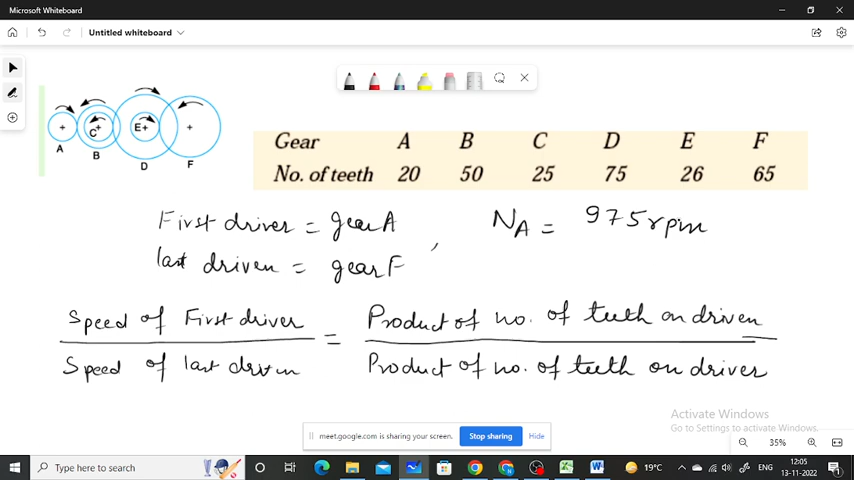 Microsoft Whiteboard
Untitled whiteboard
A
B
C
D
E
F
Gear A B C D E F
No. of teeth 20 50 25 75 26 65
First driver = gear A , NA = 975 rpm
last driven = gear F
Speed of First driver = Product of no. of teeth on driven
Speed of last driven Product of no. of teeth on driver
Activate Windows
Go to Settings to activate Windows.
meet.google.com is sharing your screen. Stop sharing Hide
35%
Type here to search
19°C
ENG
12:05
13-11-2022
1